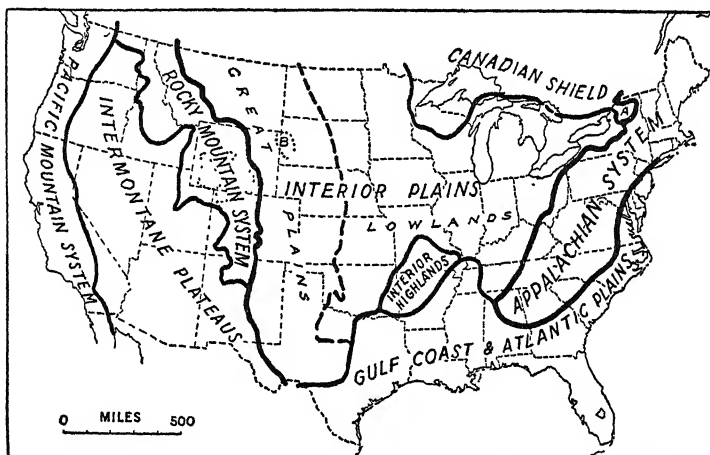 CANADIAN SHIELD
A
PACIFIC MOUNTAIN SYSTEM
INTERMONTANE PLATEAUS
ROCKY MOUNTAIN SYSTEM
GREAT PLAINS
B
INTERIOR PLAINS
LOWLANDS
INTERIOR
HIGHLANDS
APPALACHIAN SYSTEM
GULF COAST & ATLANTIC PLAINS
0 MILES 500